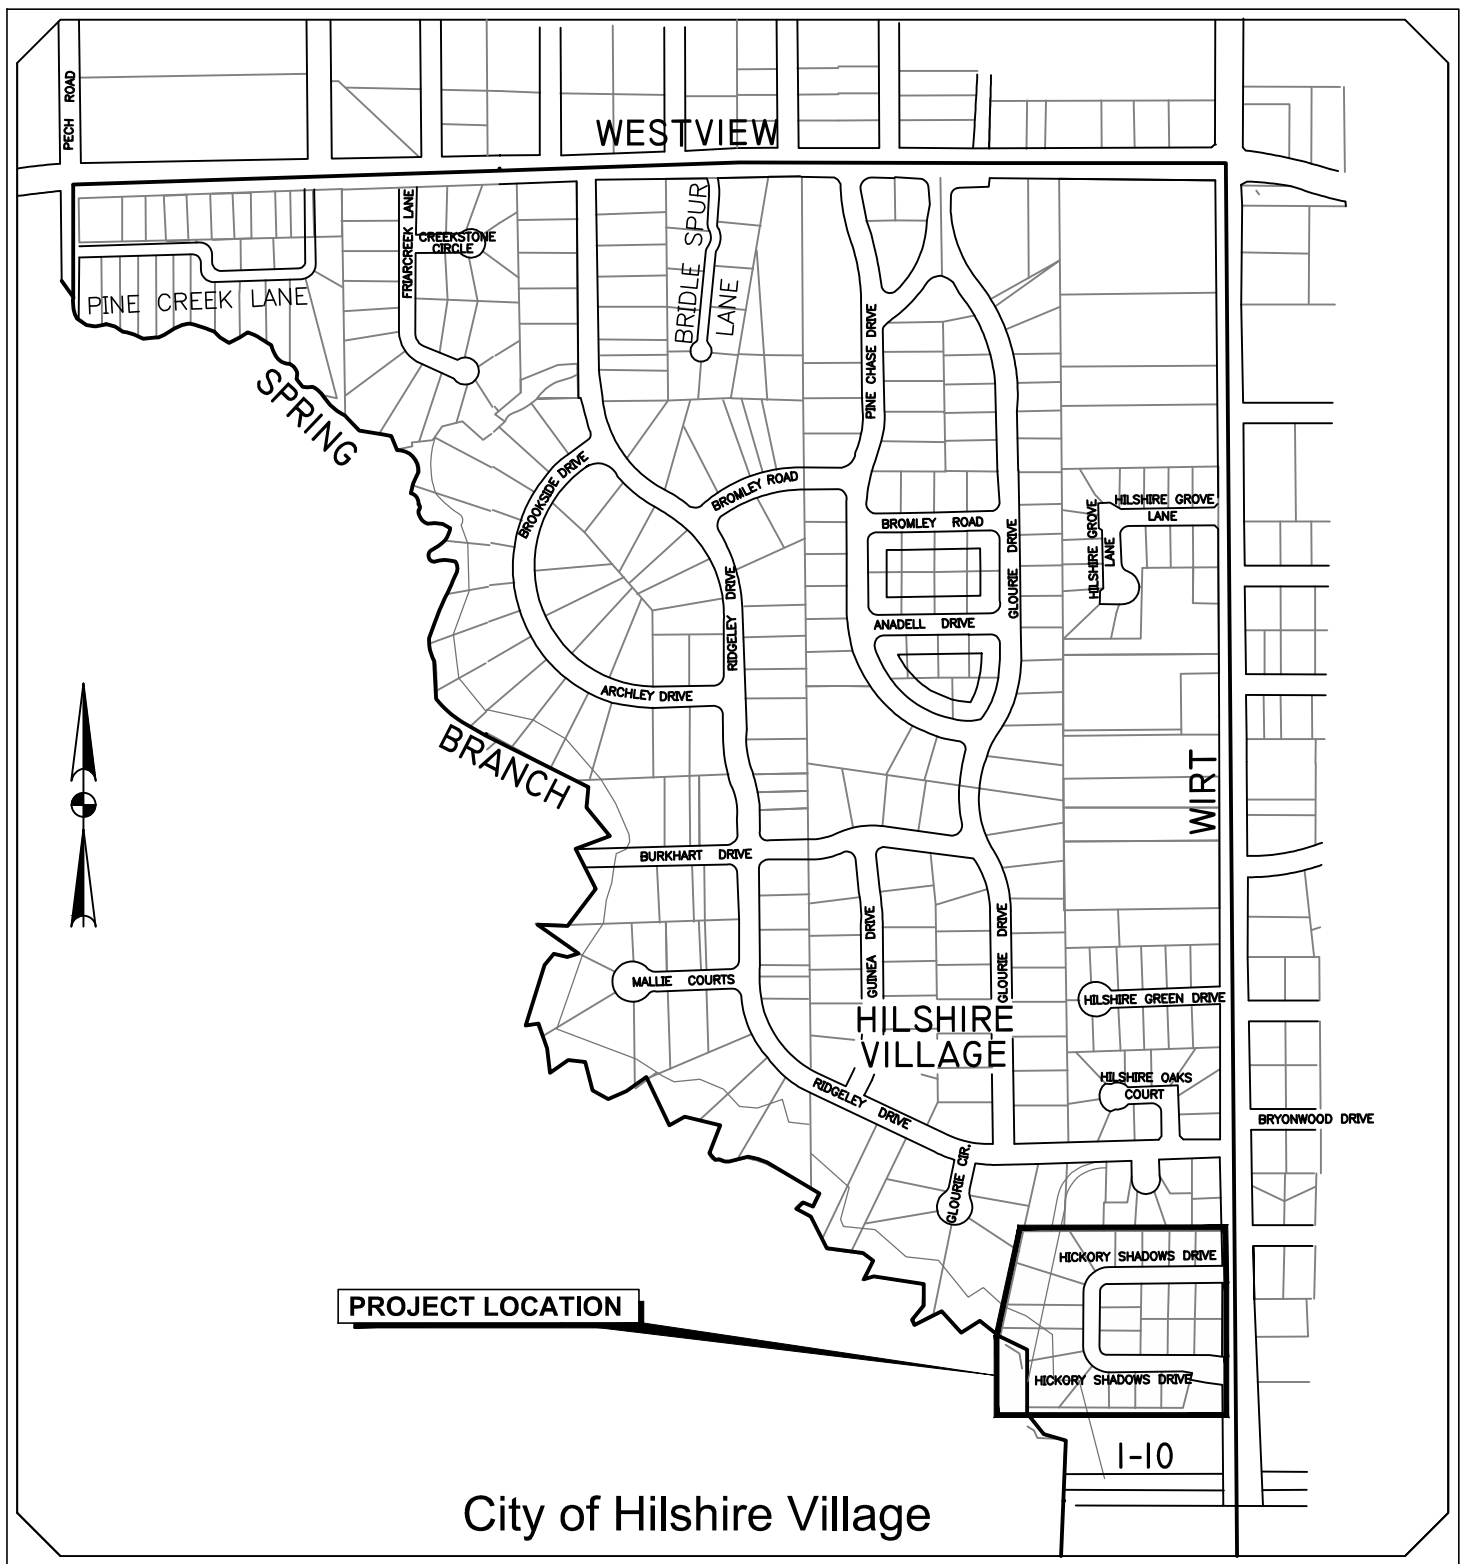 PECH ROAD
WESTVIEW
FRIARCREEK LANE
CREEKSTONE
CIRCLE
BRIDLE SPUR
LANE
PINE CREEK LANE
SPRING
PINE CHASE DRIVE
BROOKSIDE DRIVE
BROMLEY ROAD
BROMLEY ROAD
GLOURIE DRIVE
HILSHIRE GROVE
LANE
HILSHIRE GROVE
LANE
RIDGELEY DRIVE
ANADELL DRIVE
ARCHLEY DRIVE
BRANCH
WIRT
BURKHART DRIVE
GUINEA DRIVE
GLOURIE DRIVE
MALLIE COURTS
HILSHIRE GREEN DRIVE
HILSHIRE
VILLAGE
HILSHIRE OAKS
COURT
RIDGELEY DRIVE
BRYONWOOD DRIVE
GLOURIE CIR.
HICKORY SHADOWS DRIVE
PROJECT LOCATION
HICKORY SHADOWS DRIVE
I-10
City of Hilshire Village